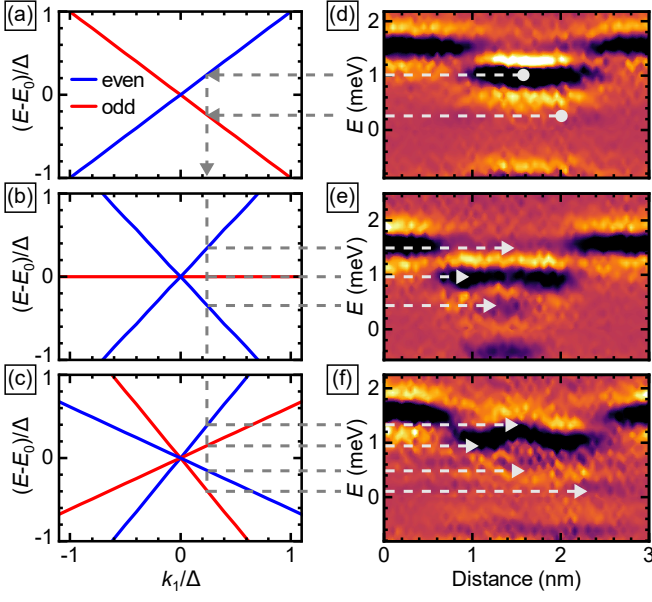 (a)
1
0
-1
(E-E0)/Δ
even
odd
(d)
2
1
0
E (meV)
(b)
1
0
-1
(E-E0)/Δ
(e)
2
1
0
E (meV)
(c)
1
0
-1
(E-E0)/Δ
-1
0
1
k1/Δ
(f)
2
1
0
E (meV)
0
1
2
3
Distance (nm)